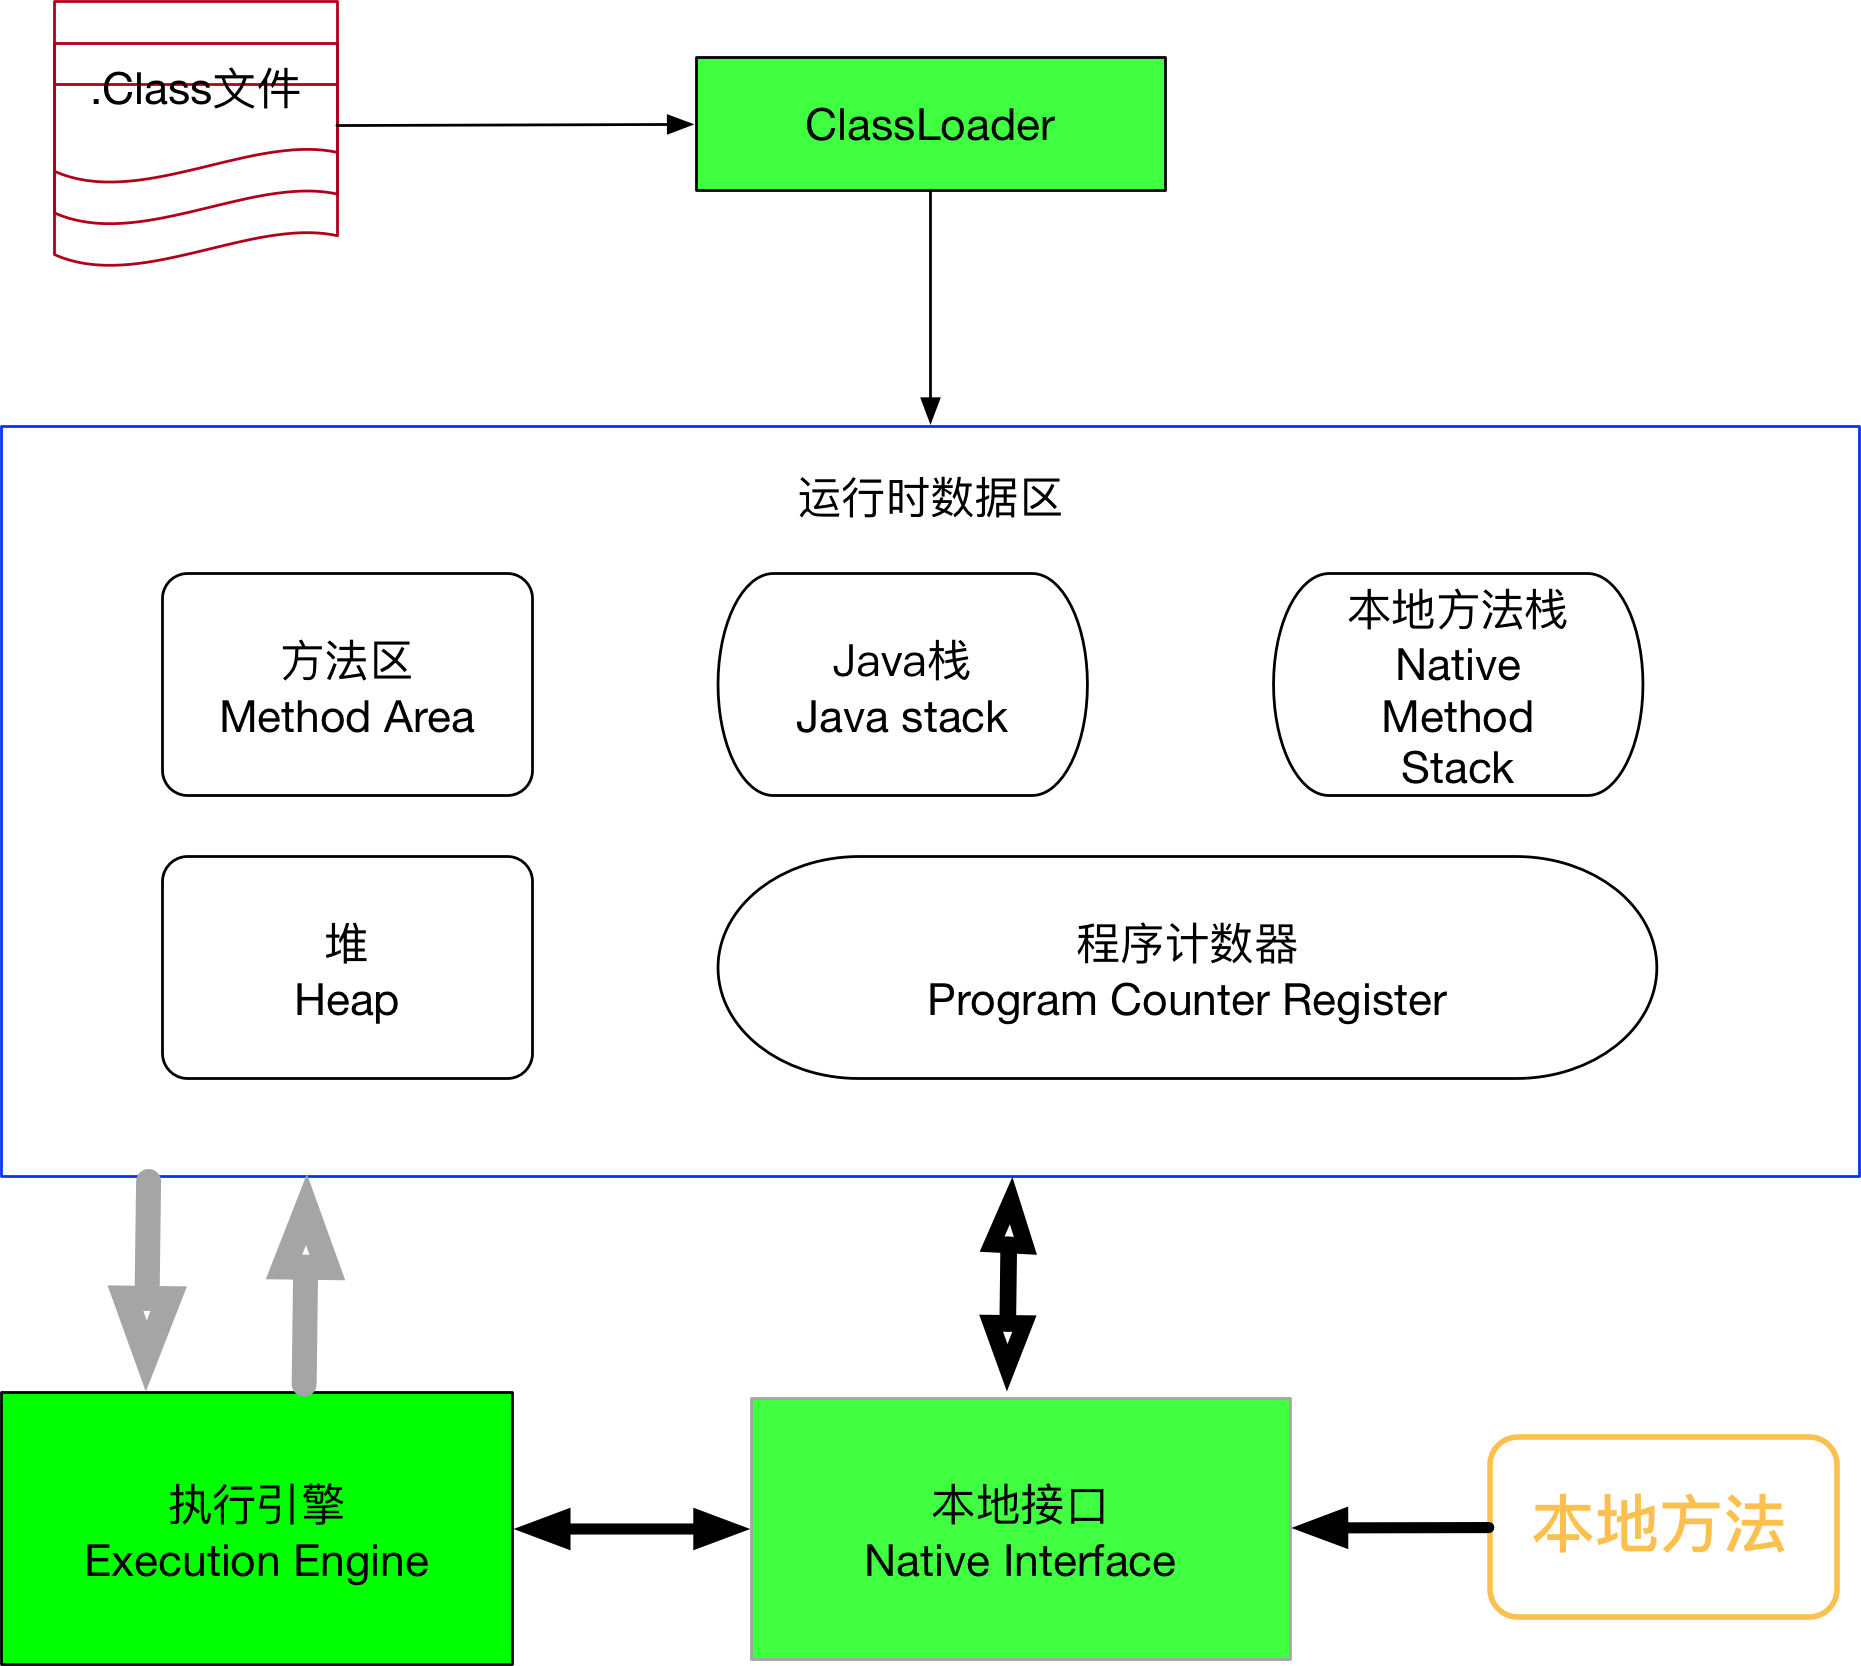 .Class文件
ClassLoader
运行时数据区
方法区
Method Area
Java栈
Java stack
本地方法栈
Native
Method
Stack
堆
Heap
程序计数器
Program Counter Register
执行引擎
Execution Engine
本地接口
Native Interface
本地方法